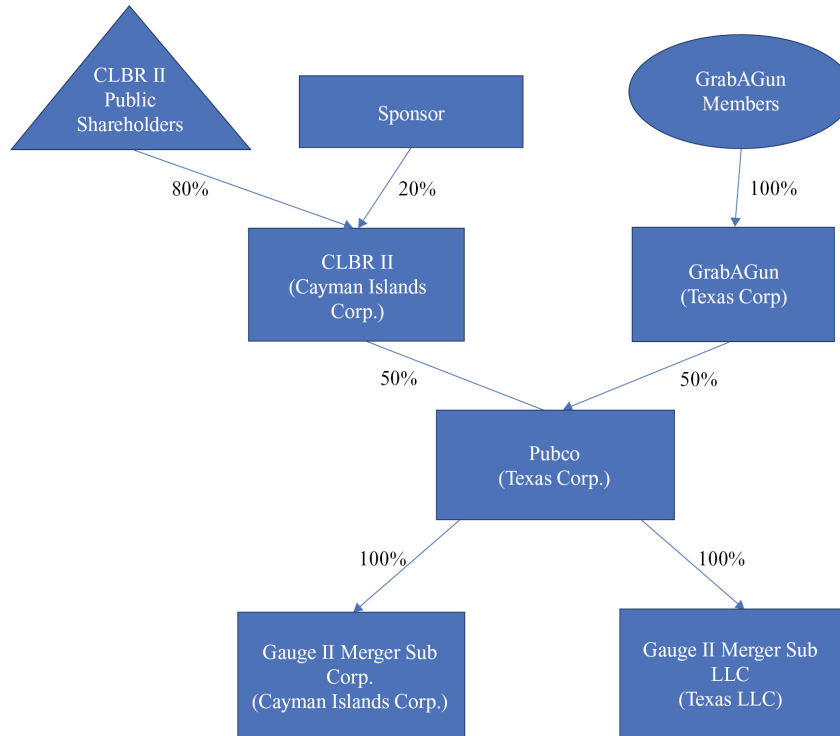 CLBR II
Public
Shareholders
Sponsor
GrabAGun
Members
80%
20%
100%
CLBR II
(Cayman Islands
Corp.)
GrabAGun
(Texas Corp)
50%
50%
Pubco
(Texas Corp.)
100%
100%
Gauge II Merger Sub
Corp.
(Cayman Islands Corp.)
Gauge II Merger Sub
LLC
(Texas LLC)